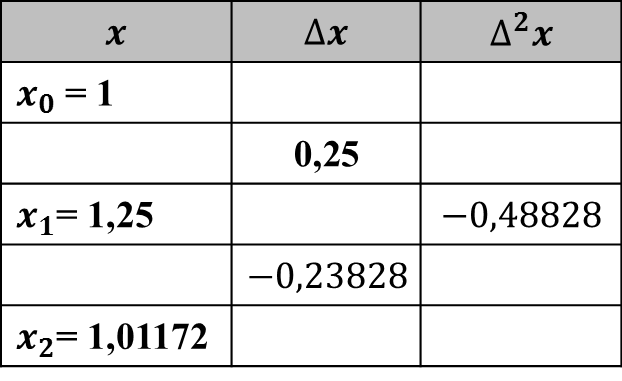 x Δx Δ²x
x₀ = 1
0,25
x₁= 1,25 −0,48828
−0,23828
x₂= 1,01172